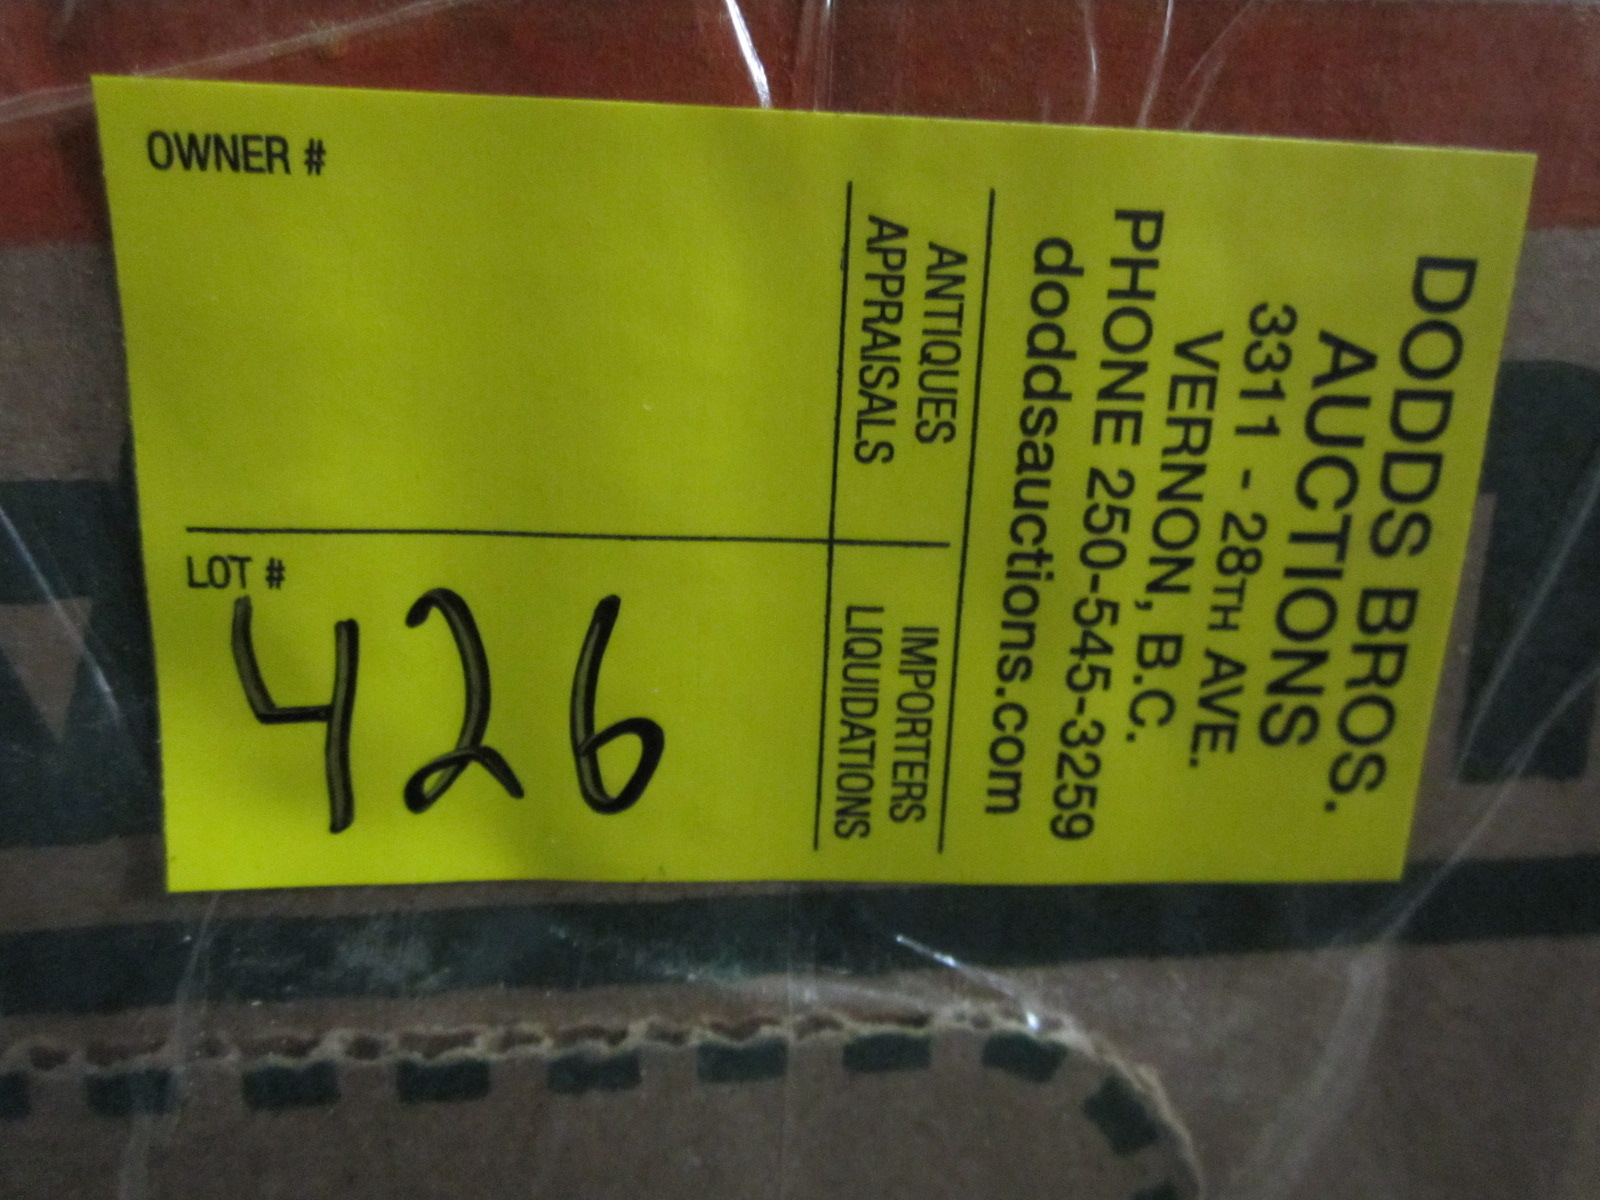 DODDS BROS.
AUCTIONS
3311 - 28TH AVE.
VERNON, B.C.
PHONE 250-545-3259
doddsauctions.com
ANTIQUES
APPRAISALS
IMPORTERS
LIQUIDATIONS
OWNER #
LOT #
426